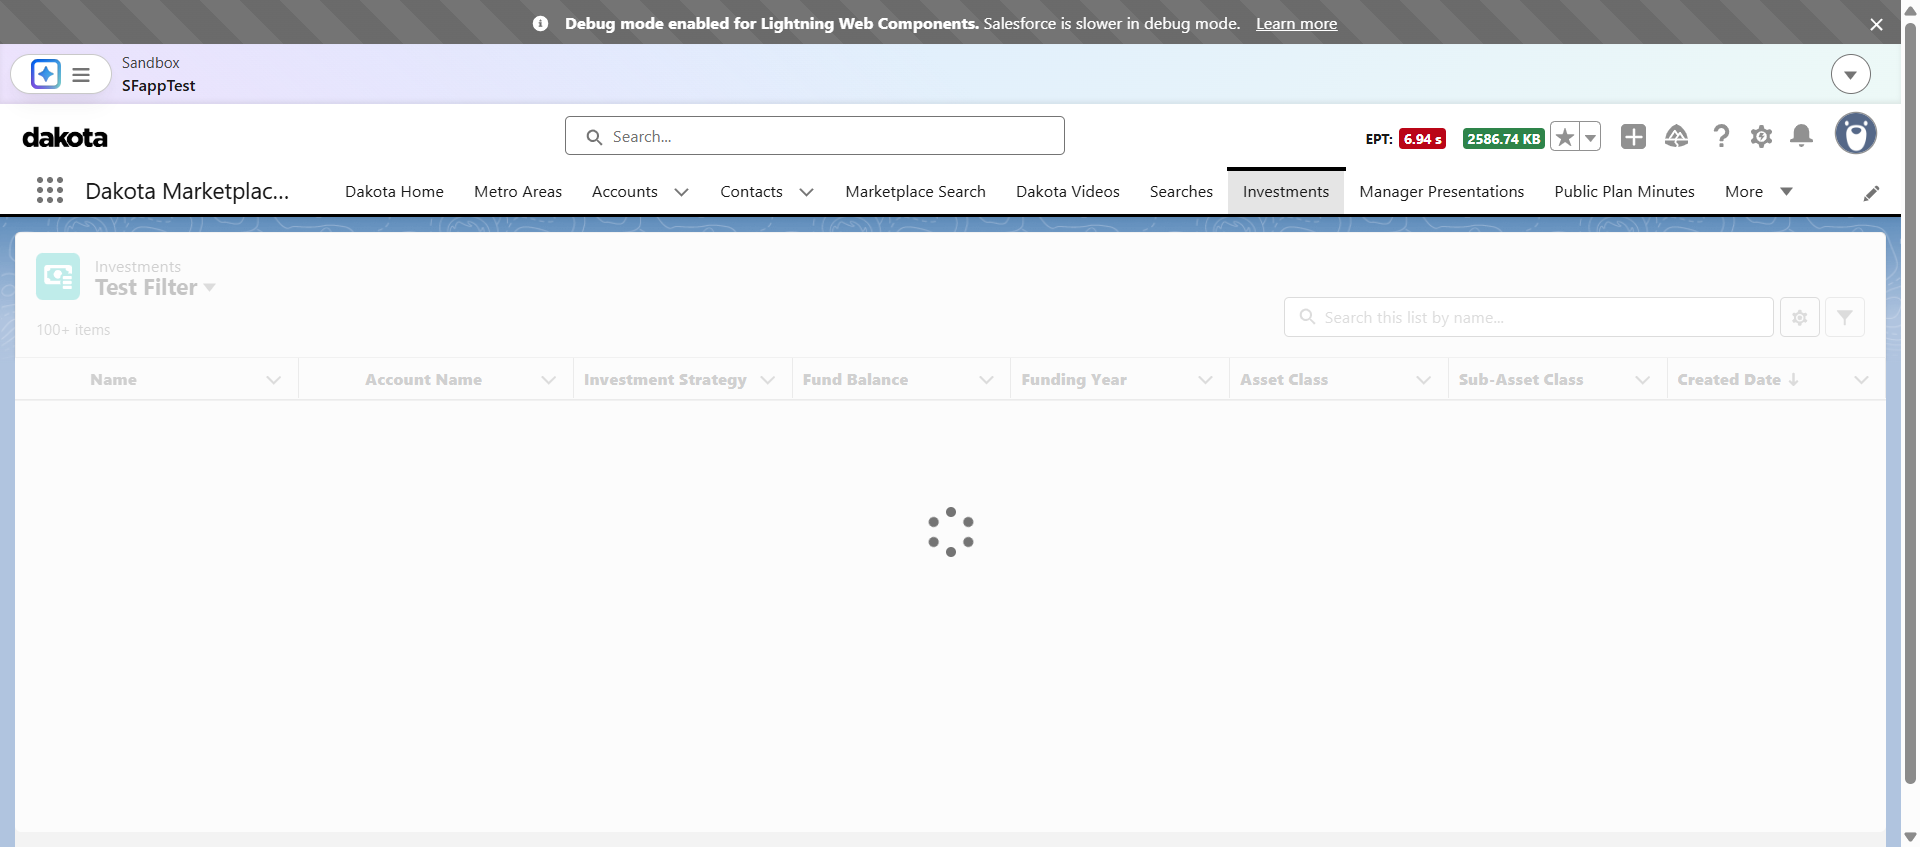 Debug mode enabled for Lightning Web Components. Salesforce is slower in debug mode. Learn more
Sandbox
SFappTest
dakota
Search...
EPT: 6.94 s 2586.74 KB
Dakota Marketplac...
Dakota Home Metro Areas Accounts Contacts Marketplace Search Dakota Videos Searches Investments Manager Presentations Public Plan Minutes More
Investments
Test Filter
100+ items
Search this list by name...
Name Account Name Investment Strategy Fund Balance Funding Year Asset Class Sub-Asset Class Created Date